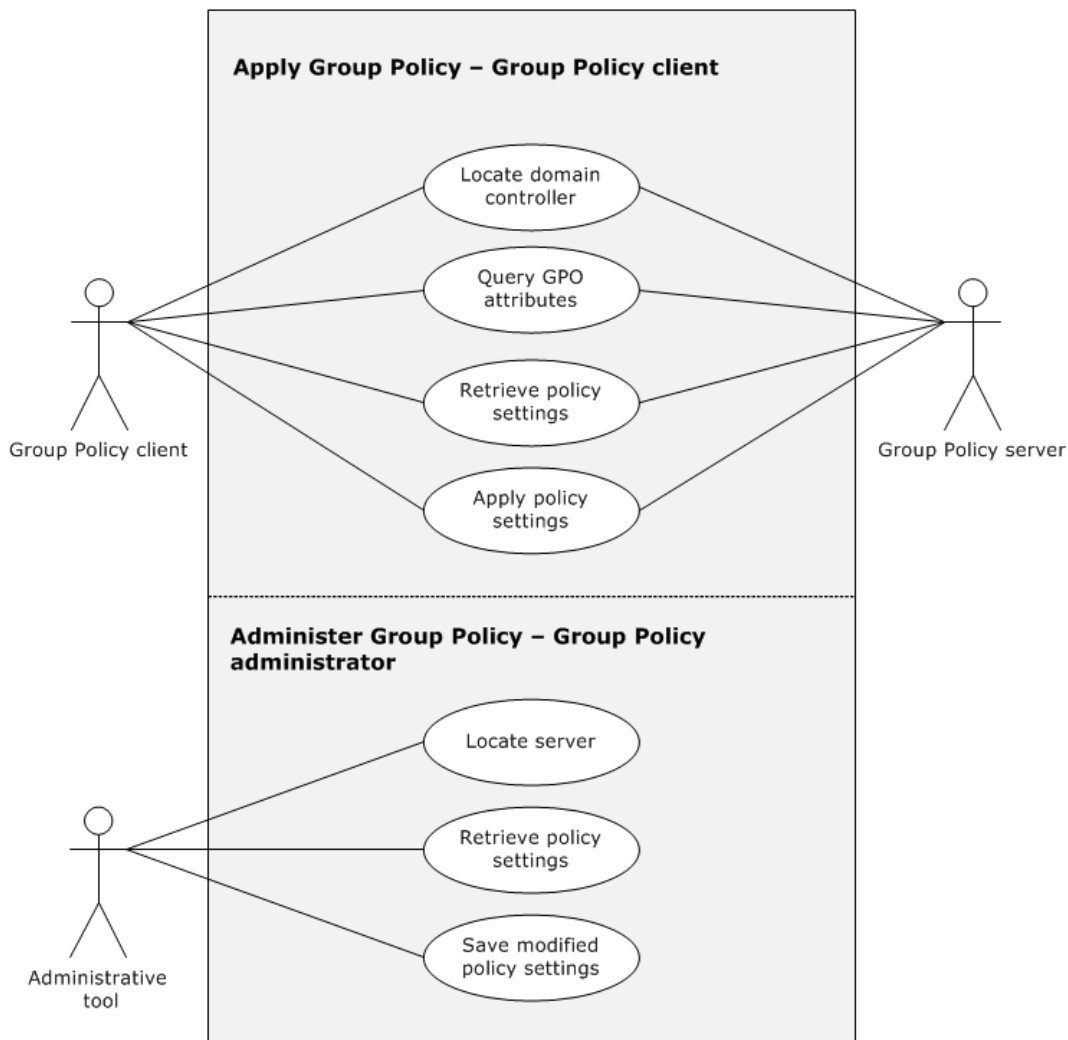 Apply Group Policy – Group Policy client
Locate domain
controller
Query GPO
attributes
Retrieve policy
settings
Group Policy client
Group Policy server
Apply policy
settings
Administer Group Policy – Group Policy
administrator
Locate server
Retrieve policy
settings
Save modified
policy settings
Administrative
tool